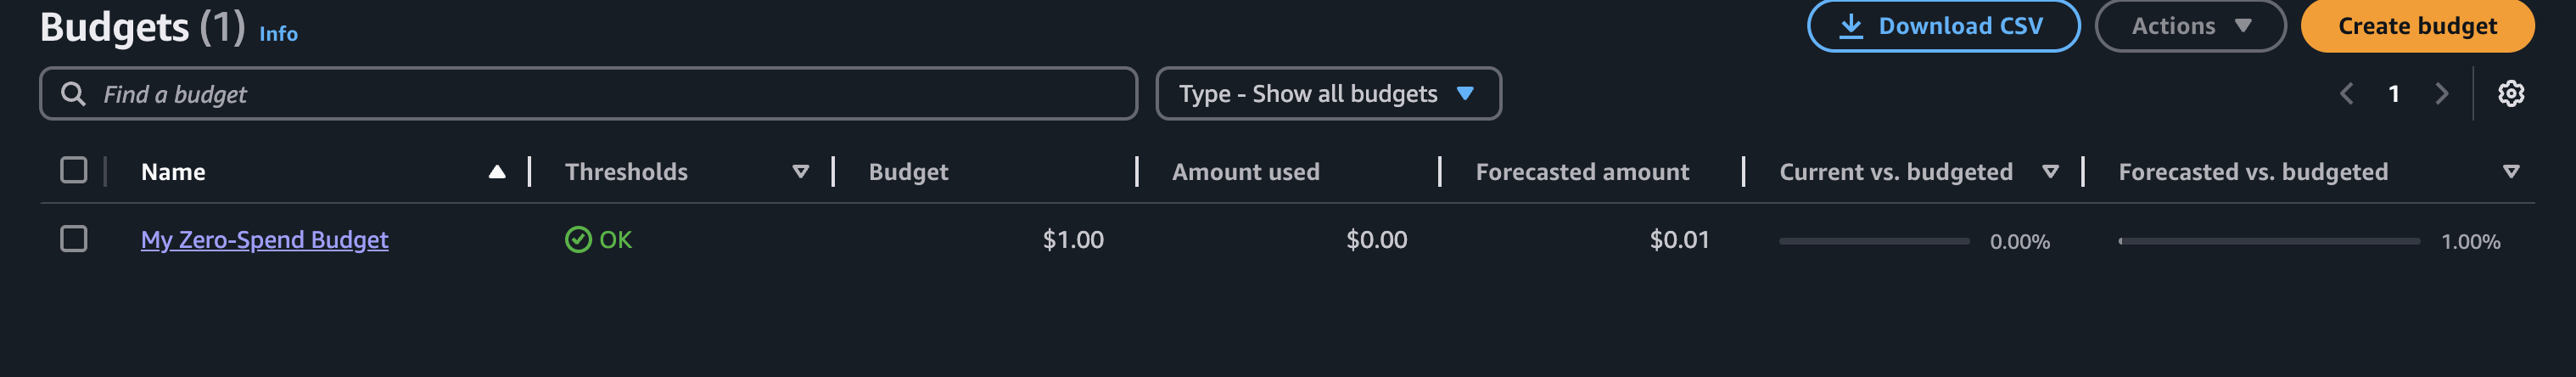 Budgets (1) Info
Download CSV
Actions
Create budget
Find a budget
Type - Show all budgets
1
Name Thresholds Budget Amount used Forecasted amount Current vs. budgeted Forecasted vs. budgeted
My Zero-Spend Budget OK $1.00 $0.00 $0.01 0.00% 1.00%